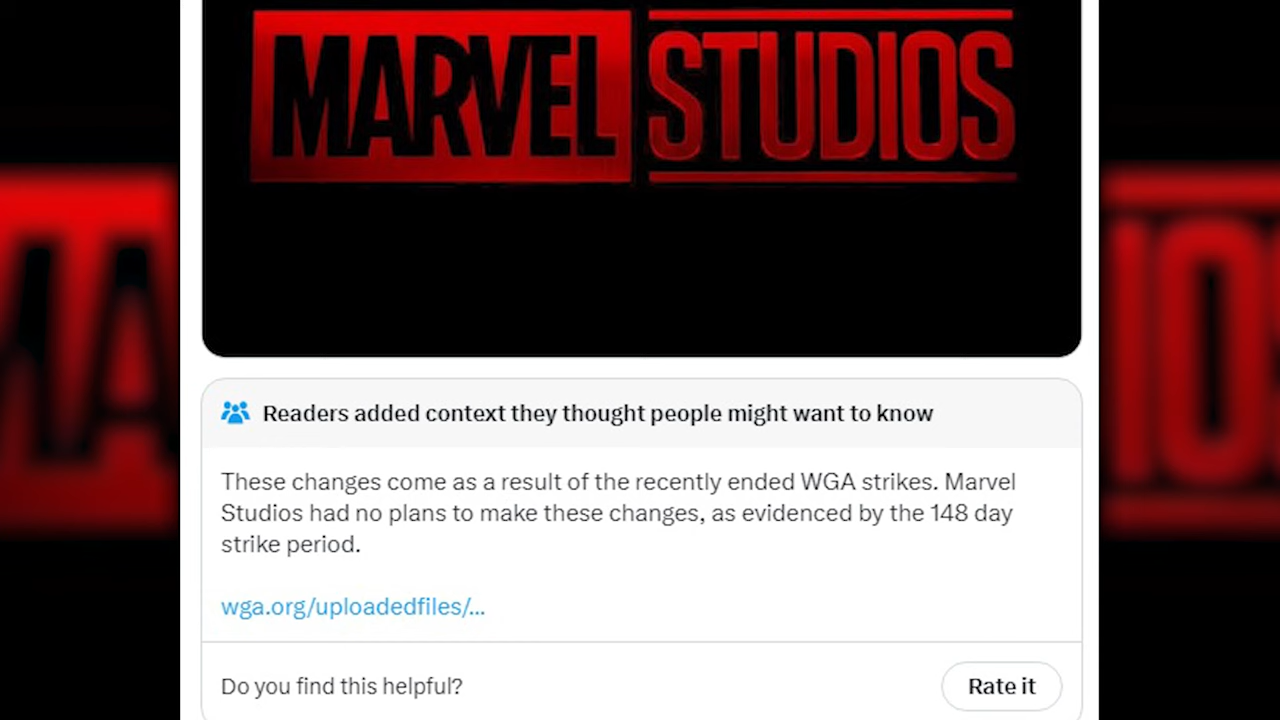 MARVEL STUDIOS
Readers added context they thought people might want to know
These changes come as a result of the recently ended WGA strikes. Marvel
Studios had no plans to make these changes, as evidenced by the 148 day
strike period.
wga.org/uploadedfiles/...
Do you find this helpful?
Rate it